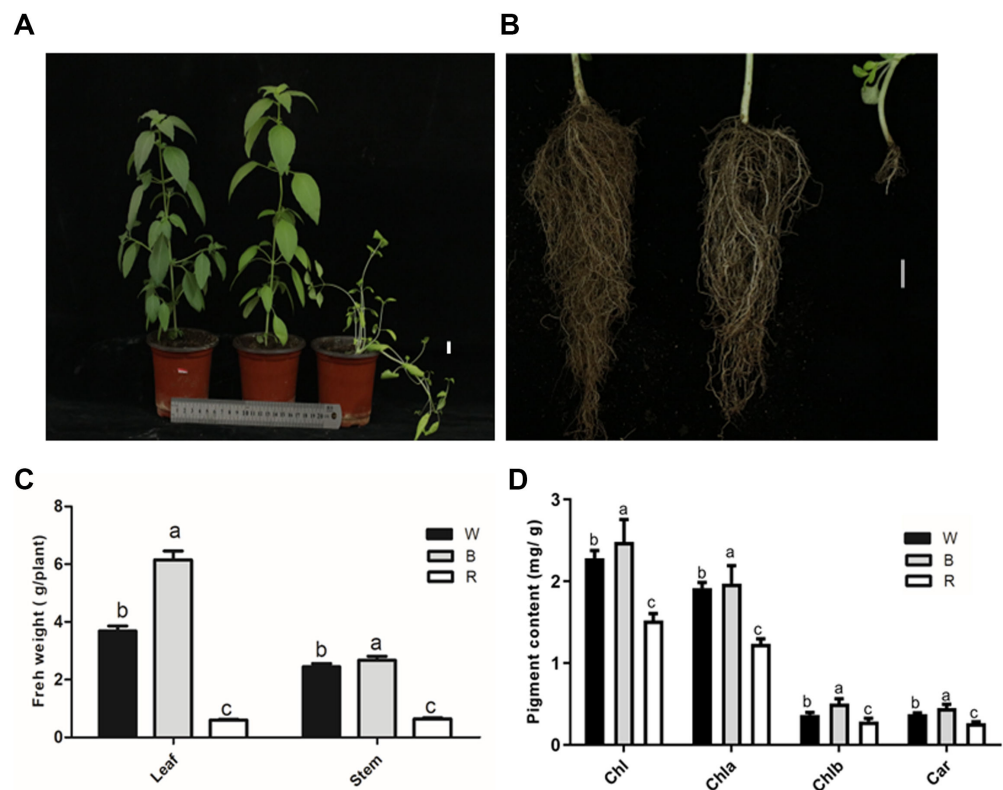 A
B
C
8
6
4
2
0
Freh weight ( g/plant)
b
a
c
b
a
c
Leaf
Stem
W
B
R
D
3
2
1
0
Pigment content (mg/ g)
b
a
c
b
a
c
b
a
c
b
a
c
Chl
Chla
Chlb
Car
W
B
R